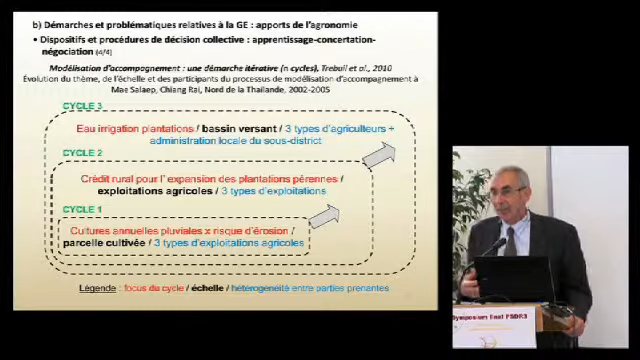 b) Démarches et problématiques relatives à la GE : apports de l'agronomie
• Dispositifs et procédures de décision collective : apprentissage-concertation-
négociation (4/4)
Modélisation d'accompagnement : une démarche itérative (n cycles), Trebuil et al., 2010
Évolution du thème, de l'échelle et des participants du processus de modélisation d'accompagnement à
Mae Salaep, Chiang Rai, Nord de la Thaïlande, 2002-2005
CYCLE 3
Eau irrigation plantations / bassin versant / 3 types d'agriculteurs +
administration locale du sous-district
CYCLE 2
Crédit rural pour l' expansion des plantations pérennes /
exploitations agricoles / 3 types d'exploitations
CYCLE 1
Cultures annuelles pluviales x risque d'érosion /
parcelle cultivée / 3 types d'exploitations agricoles
Légende : focus du cycle / échelle / hétérogénéité entre parties prenantes
Symposium final PSDR3